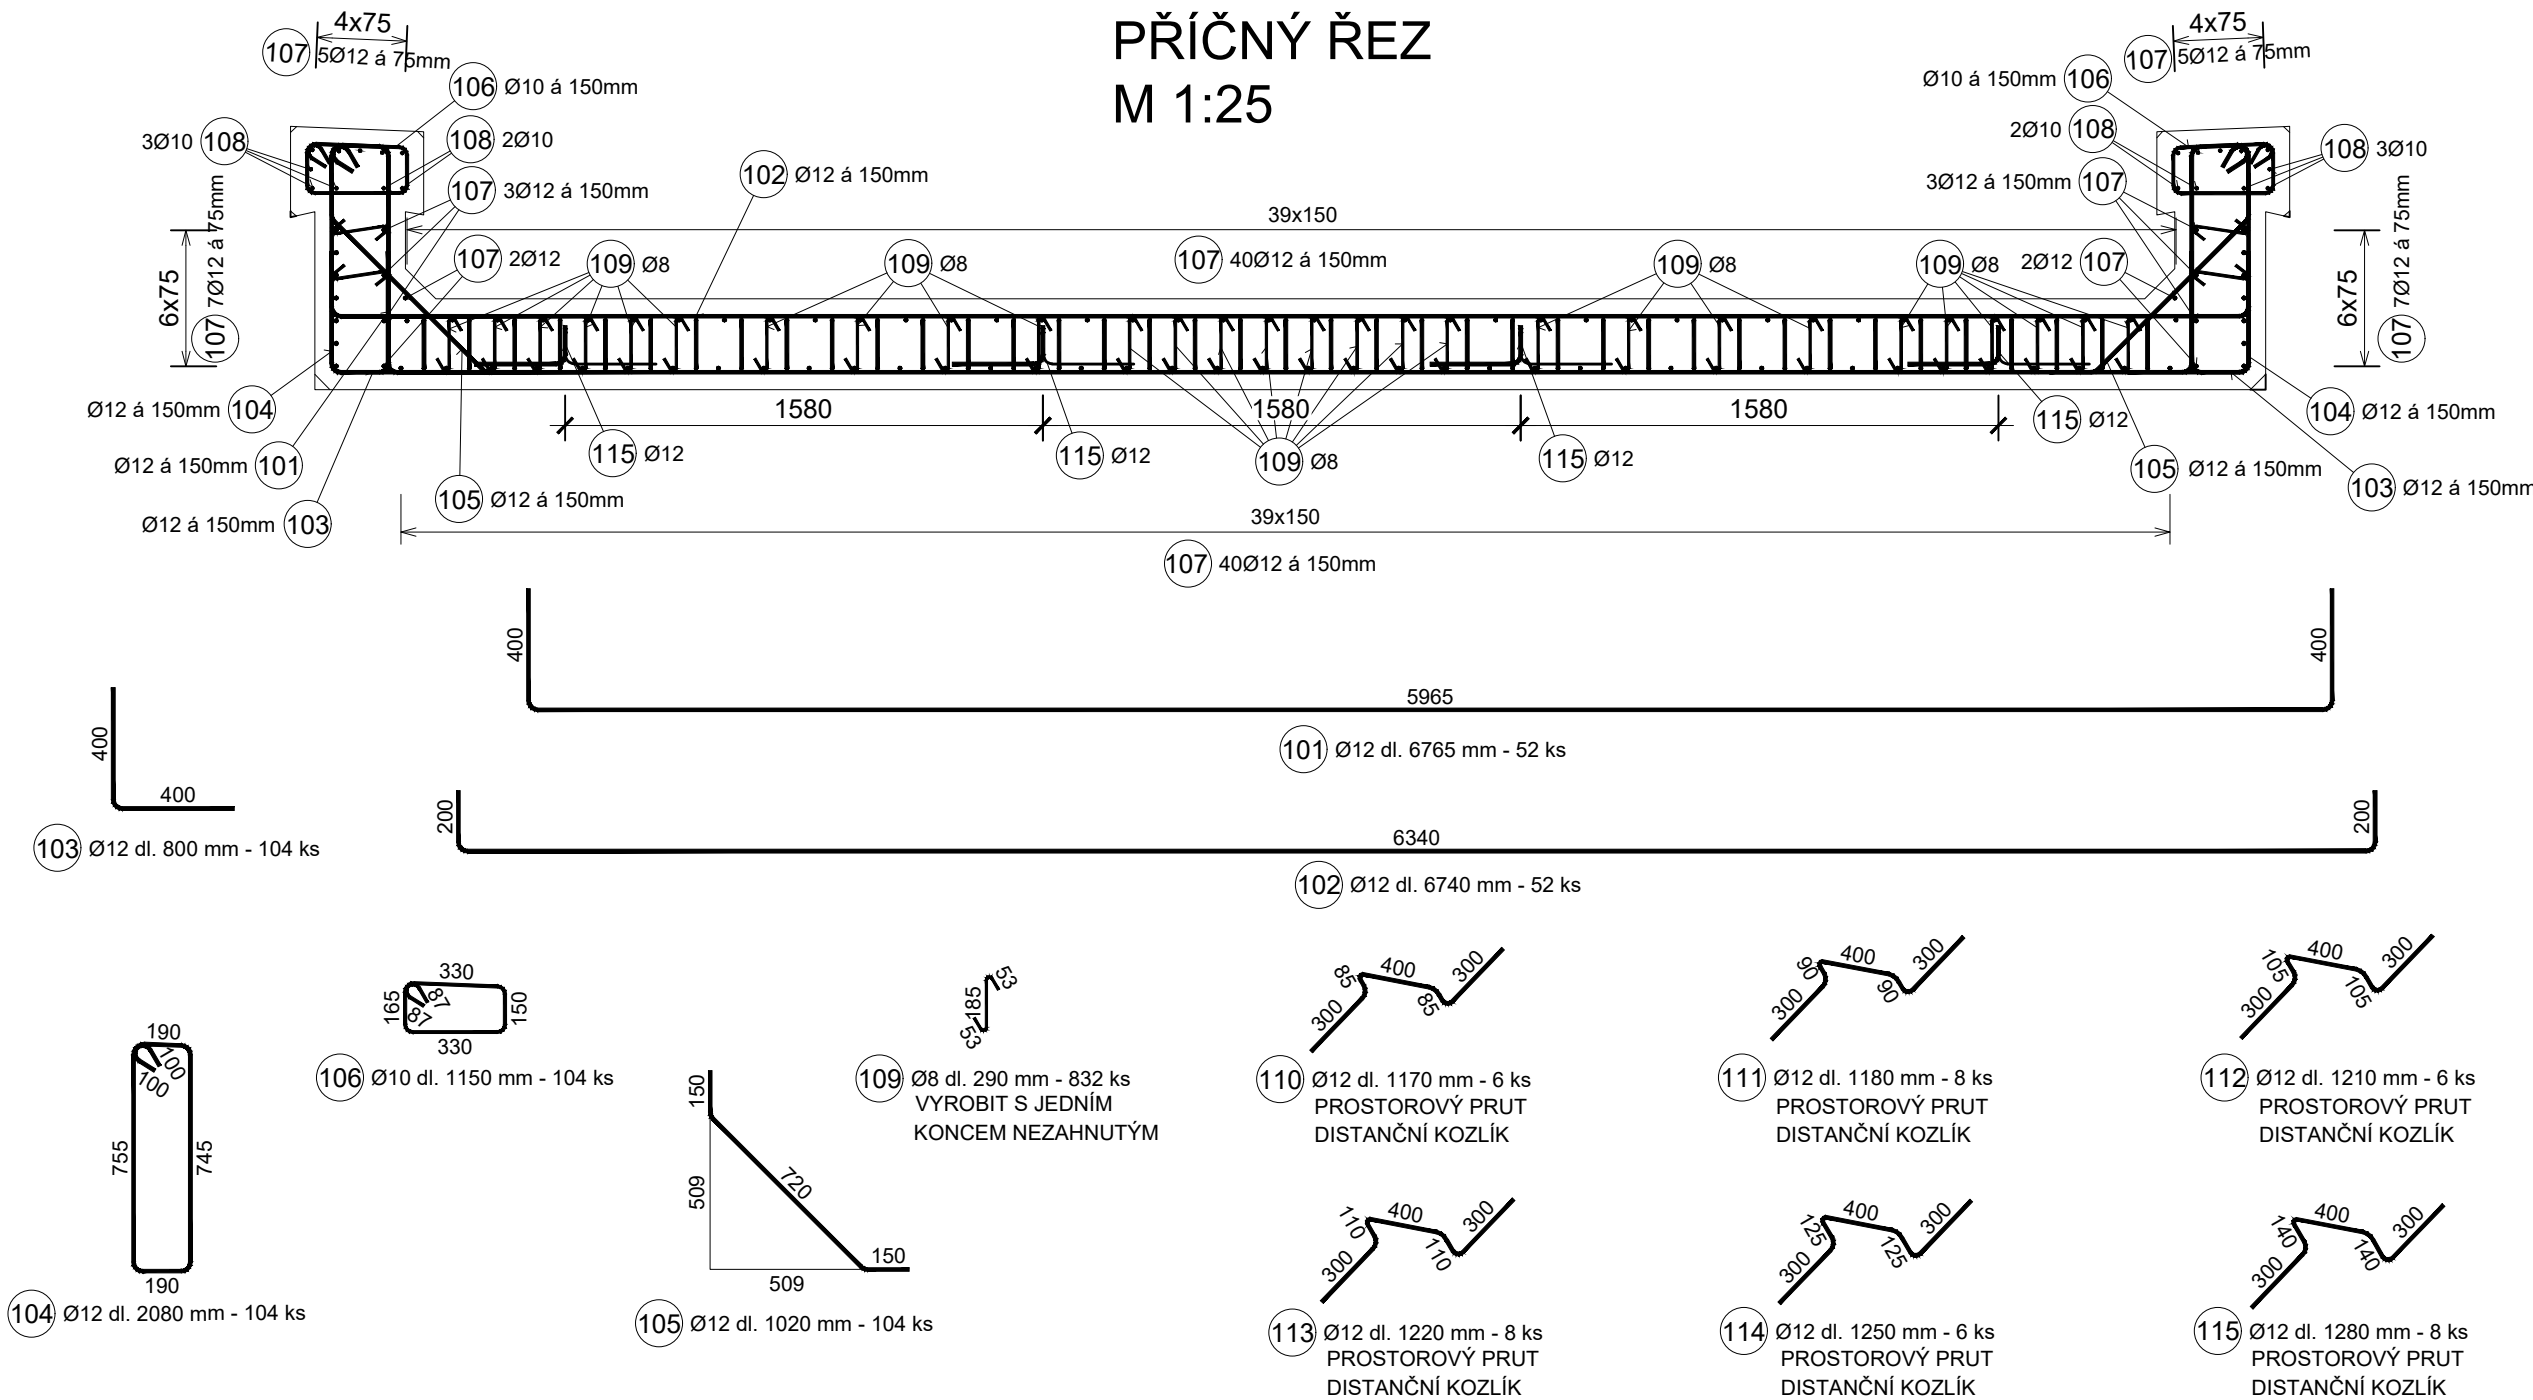 PŘÍČNÝ ŘEZ
M 1:25
4x75
107 5Ø12 á 75mm
106 Ø10 á 150mm
3Ø10 108
108 2Ø10
107 3Ø12 á 150mm
102 Ø12 á 150mm
107 2Ø12
109 Ø8
109 Ø8
6x75
107 7Ø12 á 75mm
39x150
107 40Ø12 á 150mm
4x75
107 5Ø12 á 75mm
Ø10 á 150mm 106
2Ø10 108
108 3Ø10
3Ø12 á 150mm 107
109 Ø8
109 Ø8
2Ø12 107
6x75
107 7Ø12 á 75mm
Ø12 á 150mm 104
Ø12 á 150mm 101
Ø12 á 150mm 103
105 Ø12 á 150mm
1580
1580
1580
115 Ø12
115 Ø12
109 Ø8
115 Ø12
115 Ø12
104 Ø12 á 150mm
105 Ø12 á 150mm
103 Ø12 á 150mm
39x150
107 40Ø12 á 150mm
400
5965
400
101 Ø12 dl. 6765 mm - 52 ks
400
400
103 Ø12 dl. 800 mm - 104 ks
200
6340
200
102 Ø12 dl. 6740 mm - 52 ks
190
100
100
755
745
190
104 Ø12 dl. 2080 mm - 104 ks
330
165
87
87
150
330
106 Ø10 dl. 1150 mm - 104 ks
150
509
720
150
509
105 Ø12 dl. 1020 mm - 104 ks
53
185
53
109 Ø8 dl. 290 mm - 832 ks
VYROBIT S JEDNÍM
KONCEM NEZAHNUTÝM
85
400
300
300
85
110 Ø12 dl. 1170 mm - 6 ks
PROSTOROVÝ PRUT
DISTANČNÍ KOZLÍK
90
400
300
300
90
111 Ø12 dl. 1180 mm - 8 ks
PROSTOROVÝ PRUT
DISTANČNÍ KOZLÍK
105
400
300
300
105
112 Ø12 dl. 1210 mm - 6 ks
PROSTOROVÝ PRUT
DISTANČNÍ KOZLÍK
110
400
300
300
110
113 Ø12 dl. 1220 mm - 8 ks
PROSTOROVÝ PRUT
DISTANČNÍ KOZLÍK
125
400
300
300
125
114 Ø12 dl. 1250 mm - 6 ks
PROSTOROVÝ PRUT
DISTANČNÍ KOZLÍK
140
400
300
300
140
115 Ø12 dl. 1280 mm - 8 ks
PROSTOROVÝ PRUT
DISTANČNÍ KOZLÍK